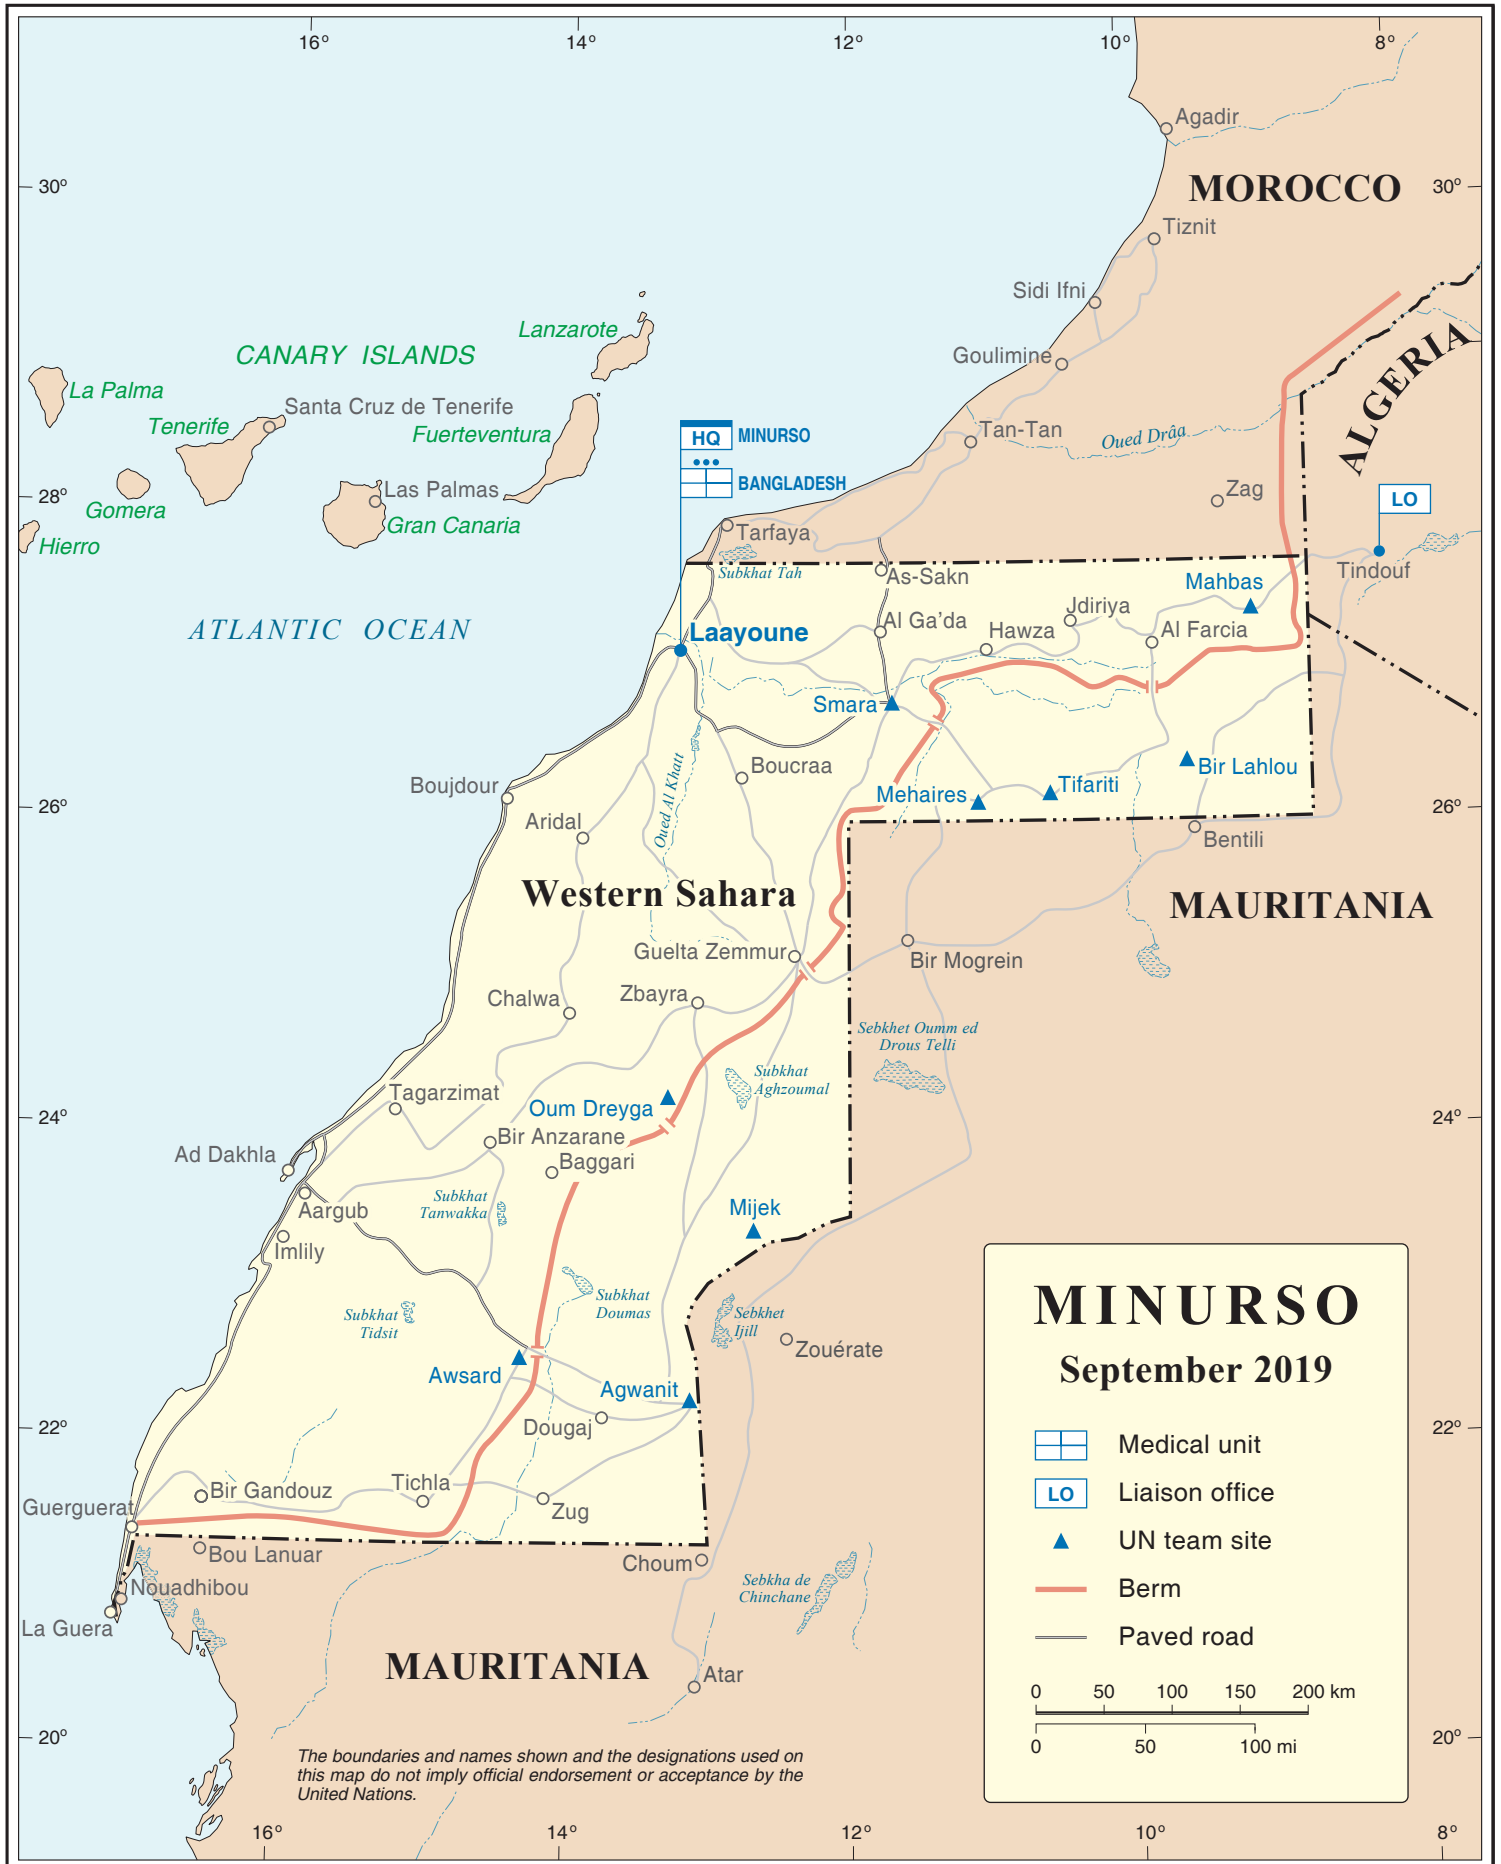 16° 14° 12° 10° 8°
Agadir
30° MOROCCO 30°
Tiznit
Sidi Ifni
Lanzarote
CANARY ISLANDS
Goulimine
ALGERIA
La Palma
Santa Cruz de Tenerife
Tenerife
Fuerteventura
HQ MINURSO
Tan-Tan
Oued Drâa
BANGLADESH
28°
Las Palmas
Zag
LO
Gomera
Gran Canaria
Hierro
Tarfaya
Subkhat Tah
As-Sakn
Mahbas
Tindouf
ATLANTIC OCEAN
Laayoune
Al Ga'da
Jdiriya
Hawza
Al Farcia
Smara
Boucraa
Bir Lahlou
Boujdour
Oued Al Khatt
Mehaires
Tifariti
26° 26°
Aridal
Bentili
Western Sahara
MAURITANIA
Guelta Zemmur
Bir Mogrein
Chalwa
Zbayra
Sebkhet Oumm ed
Drous Telli
Subkhat
Aghzoumal
Tagarzimat
Oum Dreyga
24° 24°
Bir Anzarane
Ad Dakhla
Baggari
Subkhat
Tanwakka
Mijek
Aargub
Imlily
Subkhat
Doumas
Subkhat
Tidsit
Sebkhet
Ijill
Zouérate
Awsard
Agwanit
Dougaj
22° 22°
Tichla
Bir Gandouz
Guerguerat
Zug
Bou Lanuar
Choum
Nouadhibou
Sebkha de
Chinchane
La Guera
MAURITANIA
Atar
20° 20°
MINURSO
September 2019
Medical unit
LO Liaison office
UN team site
Berm
Paved road
0 50 100 150 200 km
0 50 100 mi
The boundaries and names shown and the designations used on
this map do not imply official endorsement or acceptance by the
United Nations.
16° 14° 12° 10° 8°